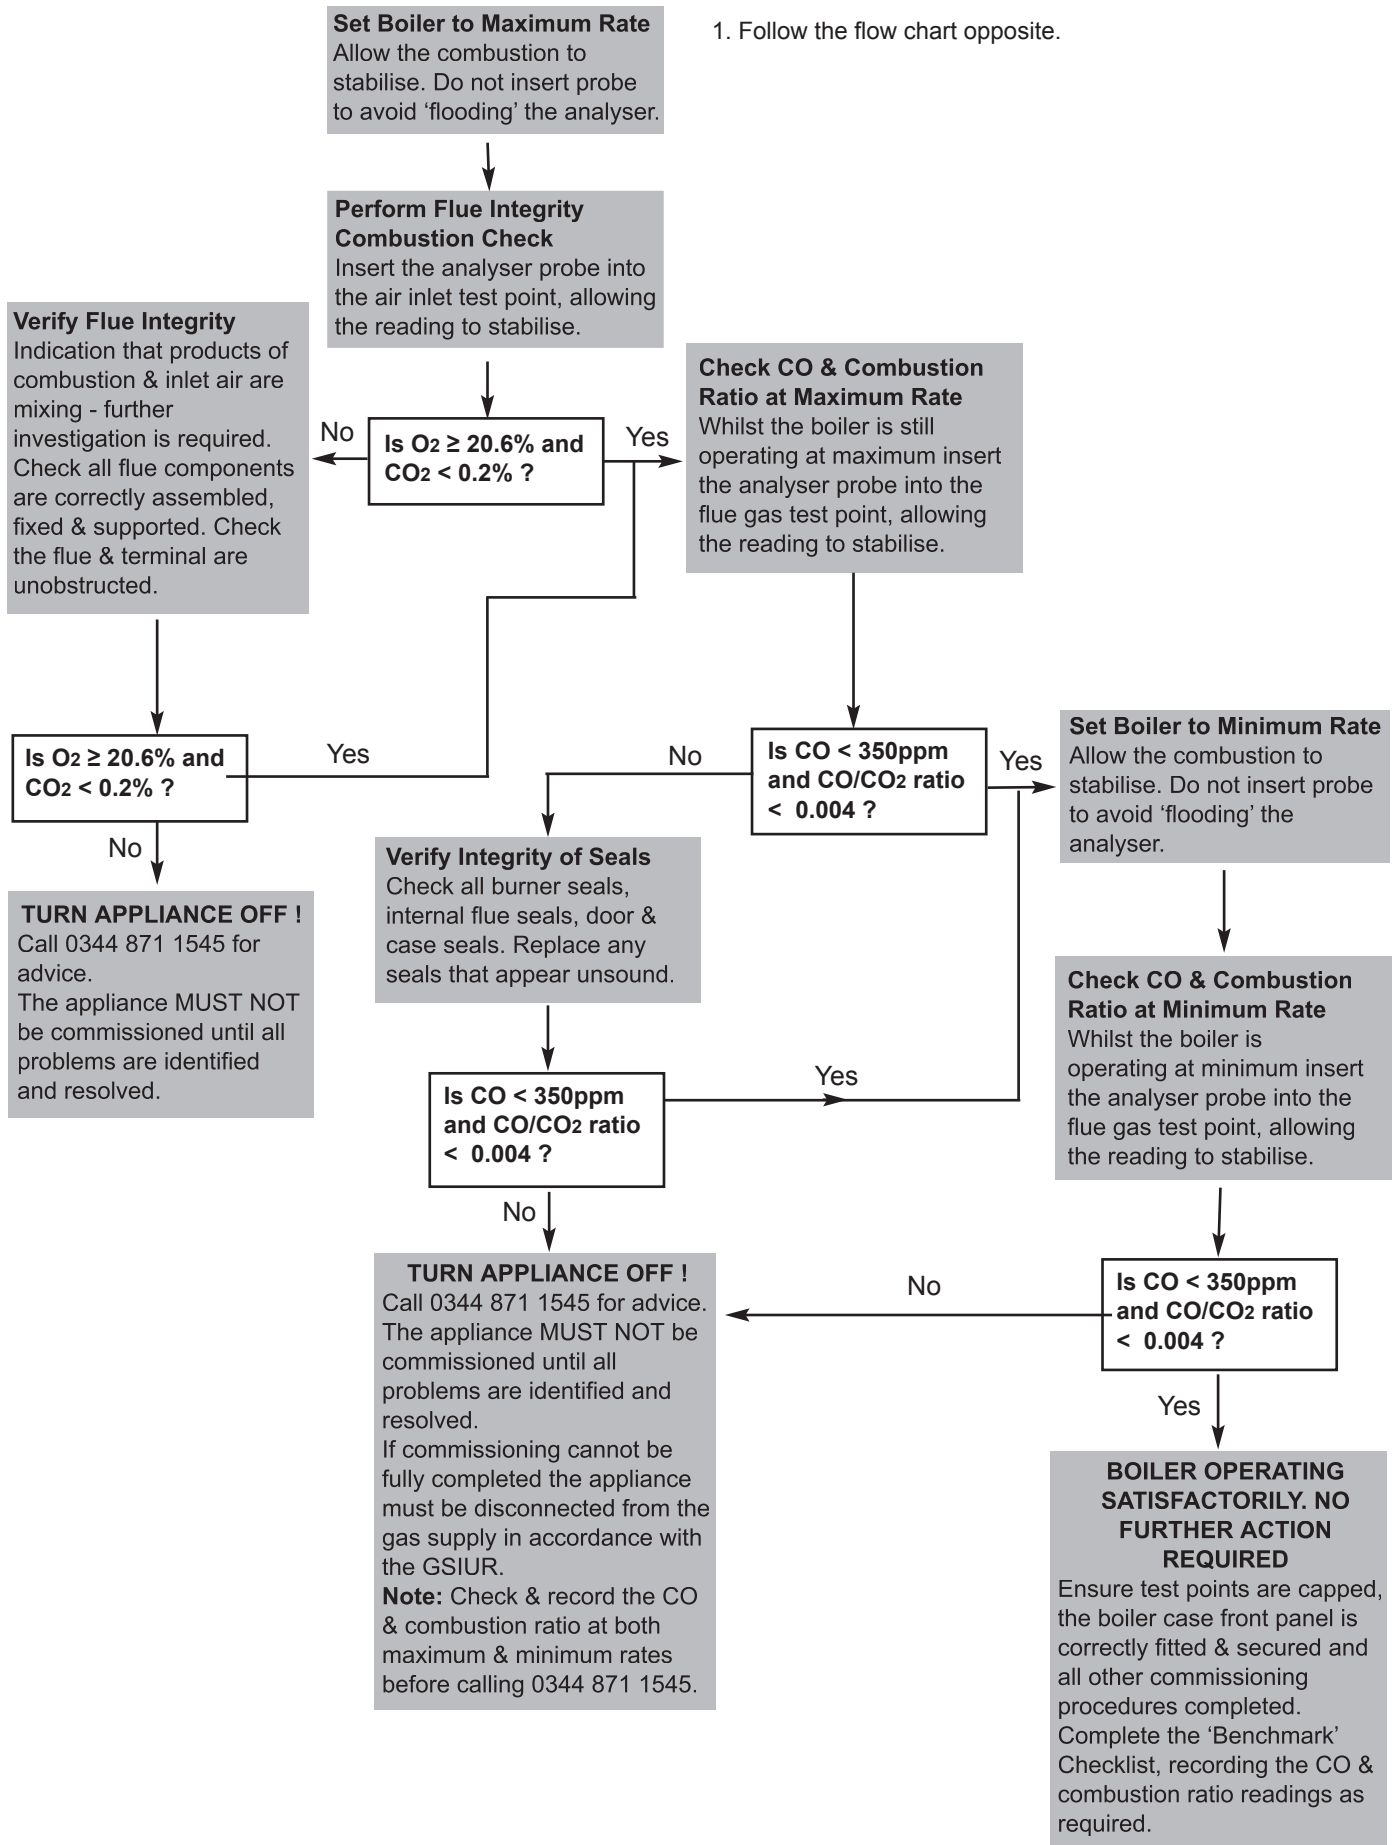 Set Boiler to Maximum Rate
Allow the combustion to
stabilise. Do not insert probe
to avoid ‘flooding’ the analyser.
1. Follow the flow chart opposite.
Perform Flue Integrity
Combustion Check
Insert the analyser probe into
the air inlet test point, allowing
the reading to stabilise.
Verify Flue Integrity
Indication that products of
combustion & inlet air are
mixing - further
investigation is required.
Check all flue components
are correctly assembled,
fixed & supported. Check
the flue & terminal are
unobstructed.
No
Is O2 ≥ 20.6% and
CO2 < 0.2% ?
Yes
Check CO & Combustion
Ratio at Maximum Rate
Whilst the boiler is still
operating at maximum insert
the analyser probe into the
flue gas test point, allowing
the reading to stabilise.
Is O2 ≥ 20.6% and
CO2 < 0.2% ?
Yes
No
TURN APPLIANCE OFF !
Call 0344 871 1545 for
advice.
The appliance MUST NOT
be commissioned until all
problems are identified
and resolved.
No
Is CO < 350ppm
and CO/CO2 ratio
< 0.004 ?
Yes
Set Boiler to Minimum Rate
Allow the combustion to
stabilise. Do not insert probe
to avoid ‘flooding’ the
analyser.
Verify Integrity of Seals
Check all burner seals,
internal flue seals, door &
case seals. Replace any
seals that appear unsound.
Is CO < 350ppm
and CO/CO2 ratio
< 0.004 ?
Yes
No
Check CO & Combustion
Ratio at Minimum Rate
Whilst the boiler is
operating at minimum insert
the analyser probe into the
flue gas test point, allowing
the reading to stabilise.
TURN APPLIANCE OFF !
Call 0344 871 1545 for advice.
The appliance MUST NOT be
commissioned until all
problems are identified and
resolved.
If commissioning cannot be
fully completed the appliance
must be disconnected from the
gas supply in accordance with
the GSIUR.
Note: Check & record the CO
& combustion ratio at both
maximum & minimum rates
before calling 0344 871 1545.
No
Is CO < 350ppm
and CO/CO2 ratio
< 0.004 ?
Yes
BOILER OPERATING
SATISFACTORILY. NO
FURTHER ACTION
REQUIRED
Ensure test points are capped,
the boiler case front panel is
correctly fitted & secured and
all other commissioning
procedures completed.
Complete the ‘Benchmark’
Checklist, recording the CO &
combustion ratio readings as
required.